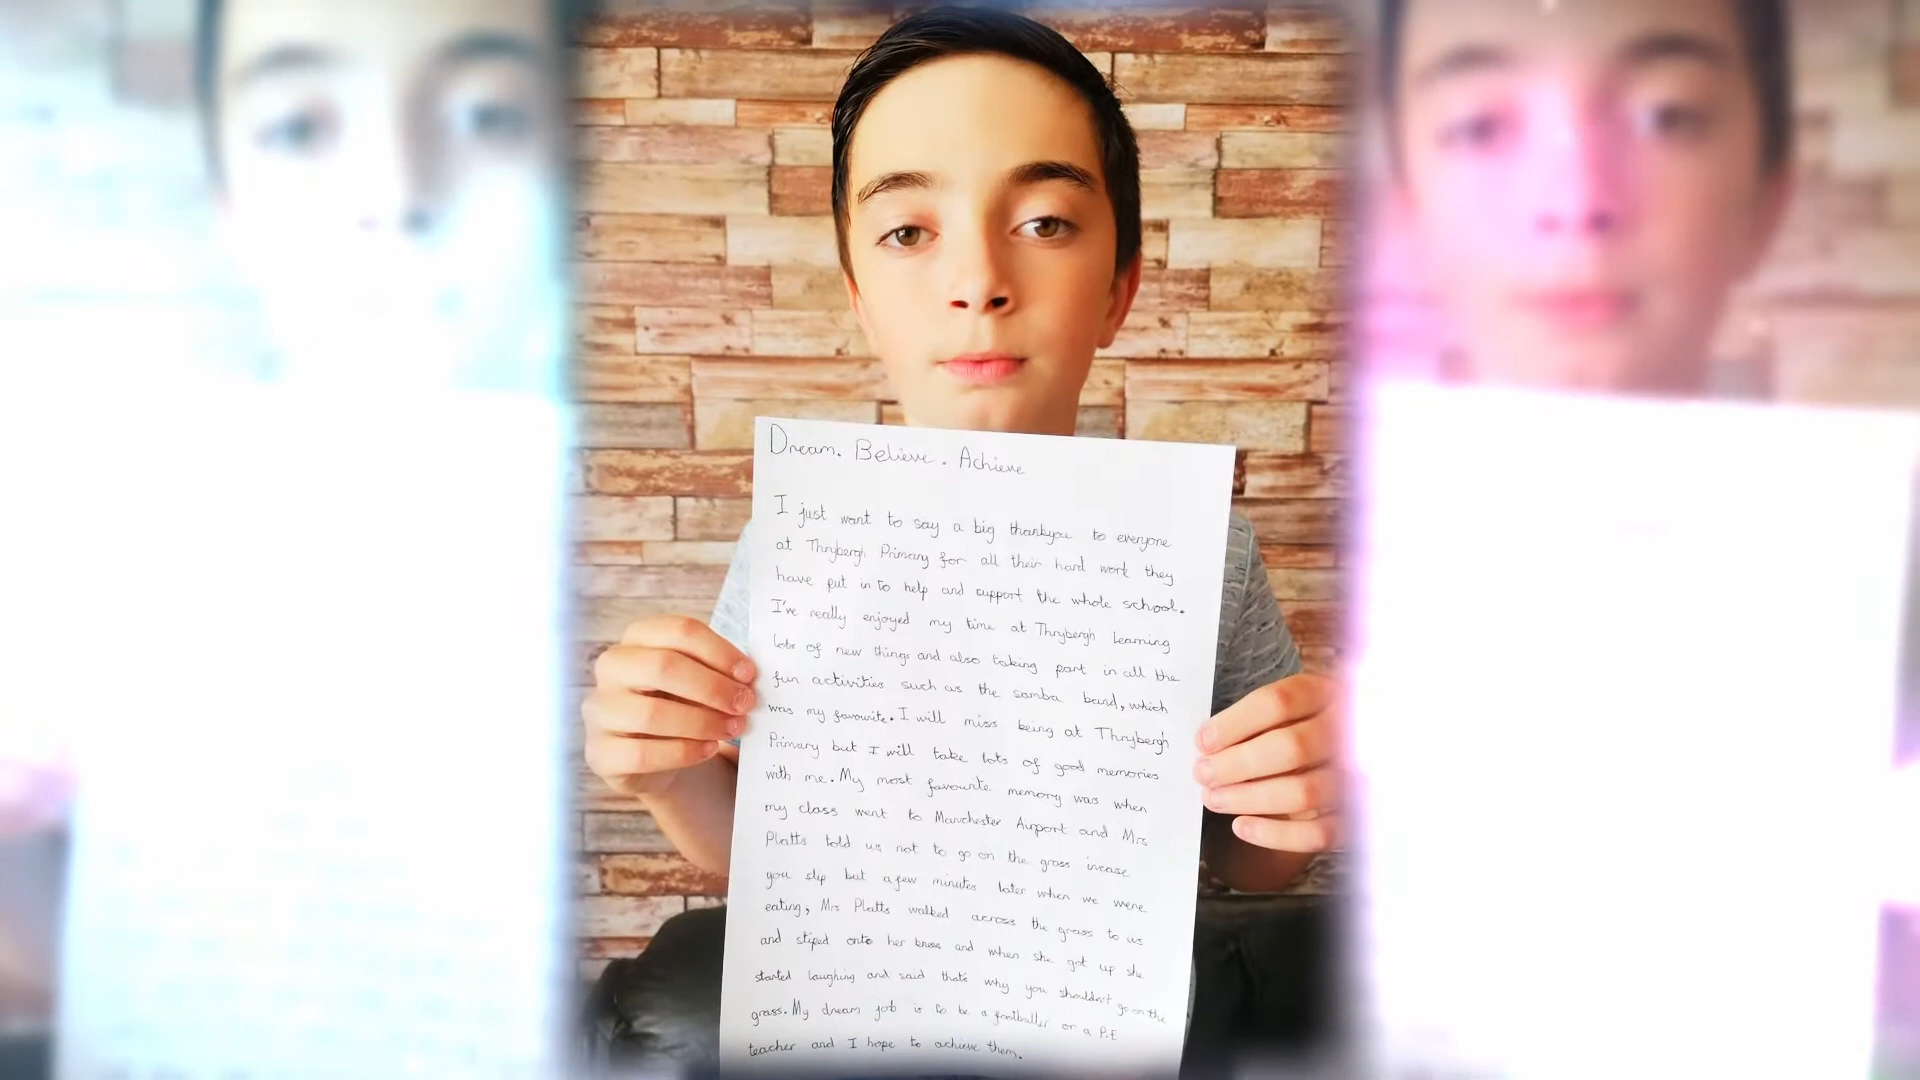 Dream. Believe. Achieve
I just want to say a big thankyou to everyone
at Thrybergh Primary for all their hard work they
have put in to help and support the whole school.
I've really enjoyed my time at Thrybergh Learning
lots of new things and also taking part in all the
fun activities such as the samba band, which
was my favourite. I will miss being at Thrybergh
Primary but I will take lots of good memories
with me. My most favourite memory was when
my class went to Manchester Airport and Mrs
Platts told us not to go on the grass incase
you slip but a few minutes later when we were
eating, Mrs Platts walked across the grass to us
and sliped onto her knees and when she got up she
started laughing and said thats why you shouldn't go on the
grass. My dream job is to be a footballer or a P.E
teacher and I hope to achieve them.